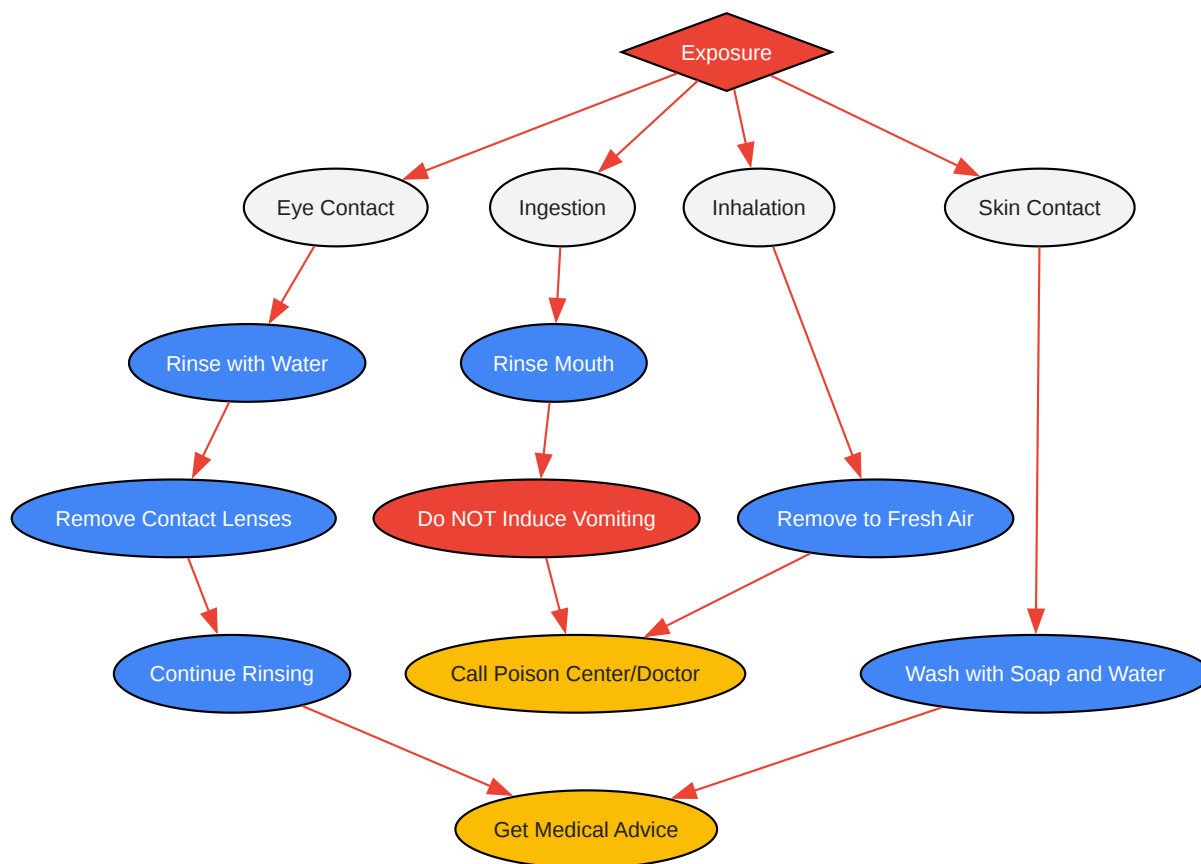 Exposure
Eye Contact
Ingestion
Inhalation
Skin Contact
Rinse with Water
Rinse Mouth
Remove Contact Lenses
Do NOT Induce Vomiting
Remove to Fresh Air
Continue Rinsing
Call Poison Center/Doctor
Wash with Soap and Water
Get Medical Advice